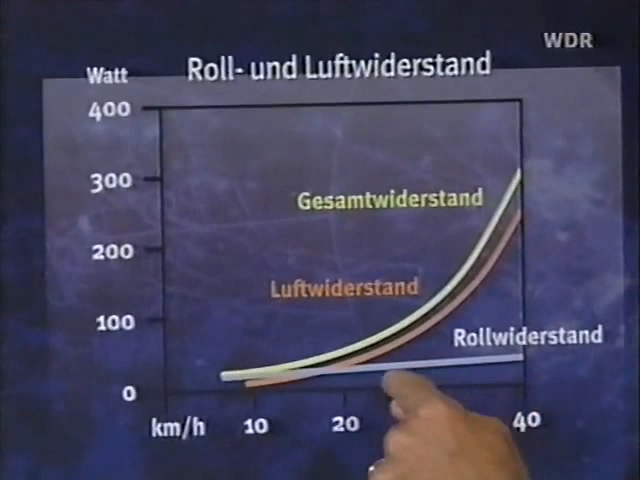 WDR
Roll- und Luftwiderstand
Watt
400
300
200
100
0
Gesamtwiderstand
Luftwiderstand
Rollwiderstand
km/h 10 20 40